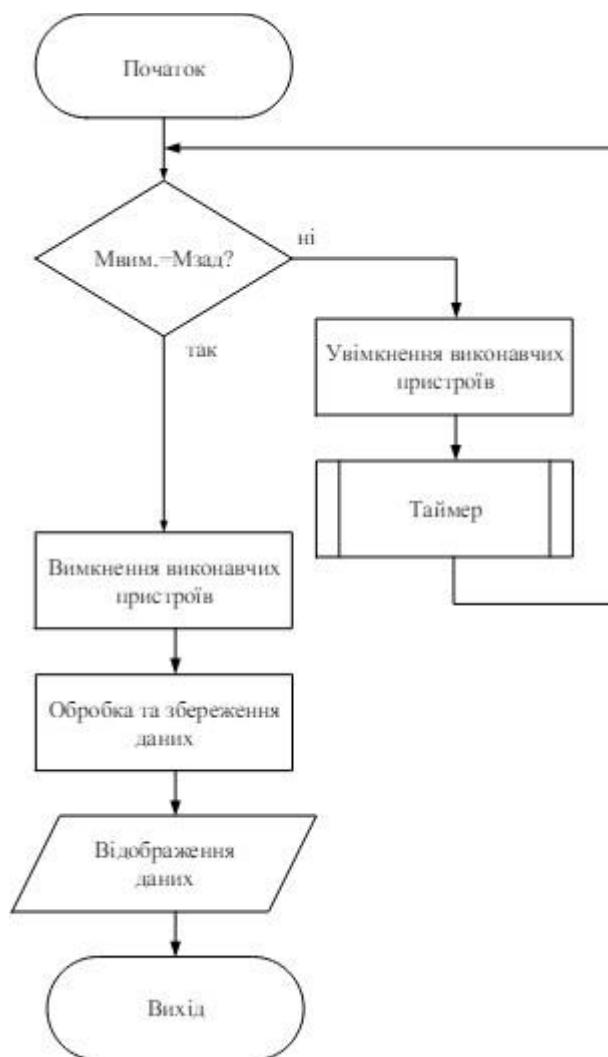 Початок
Мвим.=Мзад?
ні
так
Увімкнення виконавчих
пристроїв
Таймер
Вимкнення виконавчих
пристроїв
Обробка та збереження
даних
Відображення
даних
Вихід